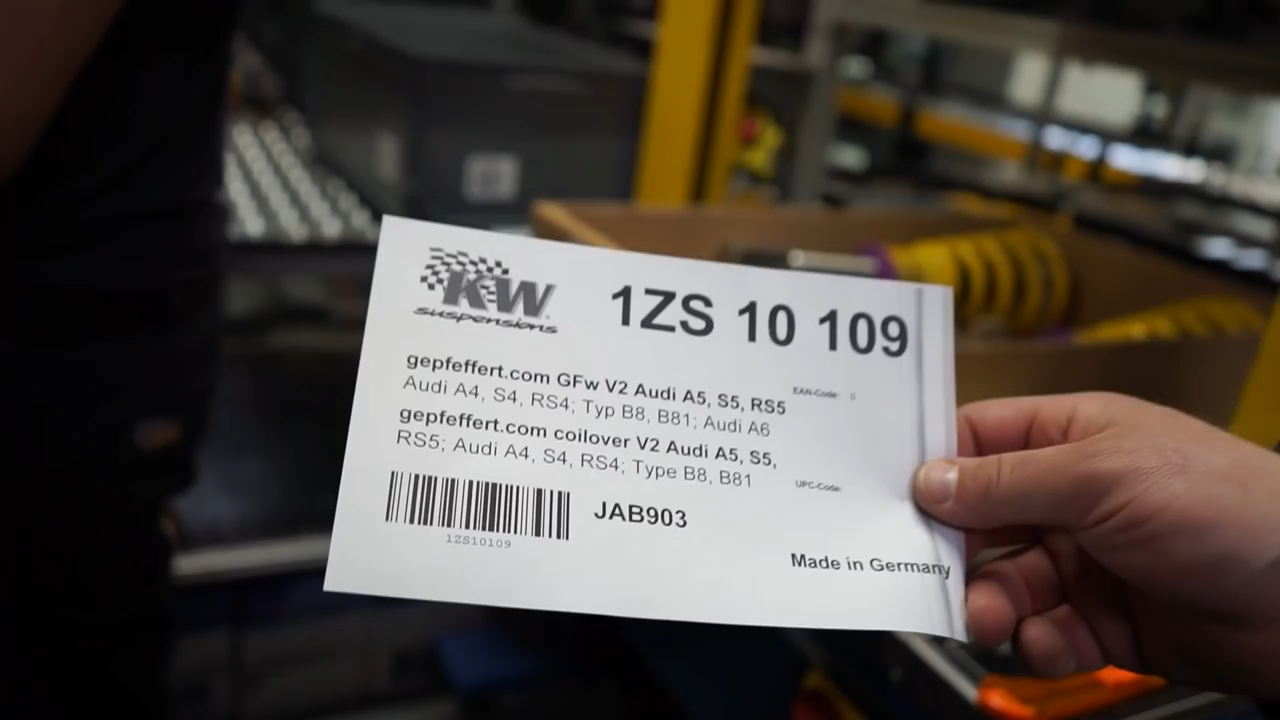 KW
suspensions
1ZS 10 109
gepfeffert.com GFw V2 Audi A5, S5, RS5
Audi A4, S4, RS4; Typ B8, B81; Audi A6
EAN-Code: 0
gepfeffert.com coilover V2 Audi A5, S5,
RS5; Audi A4, S4, RS4; Type B8, B81
UPC-Code:
JAB903
1ZS10109
Made in Germany